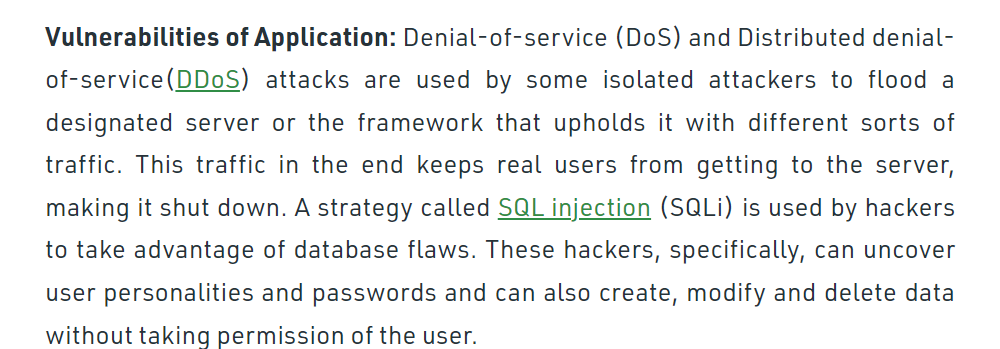 Vulnerabilities of Application: Denial-of-service (DoS) and Distributed denial-
of-service(DDoS) attacks are used by some isolated attackers to flood a
designated server or the framework that upholds it with different sorts of
traffic. This traffic in the end keeps real users from getting to the server,
making it shut down. A strategy called SQL injection (SQLi) is used by hackers
to take advantage of database flaws. These hackers, specifically, can uncover
user personalities and passwords and can also create, modify and delete data
without taking permission of the user.